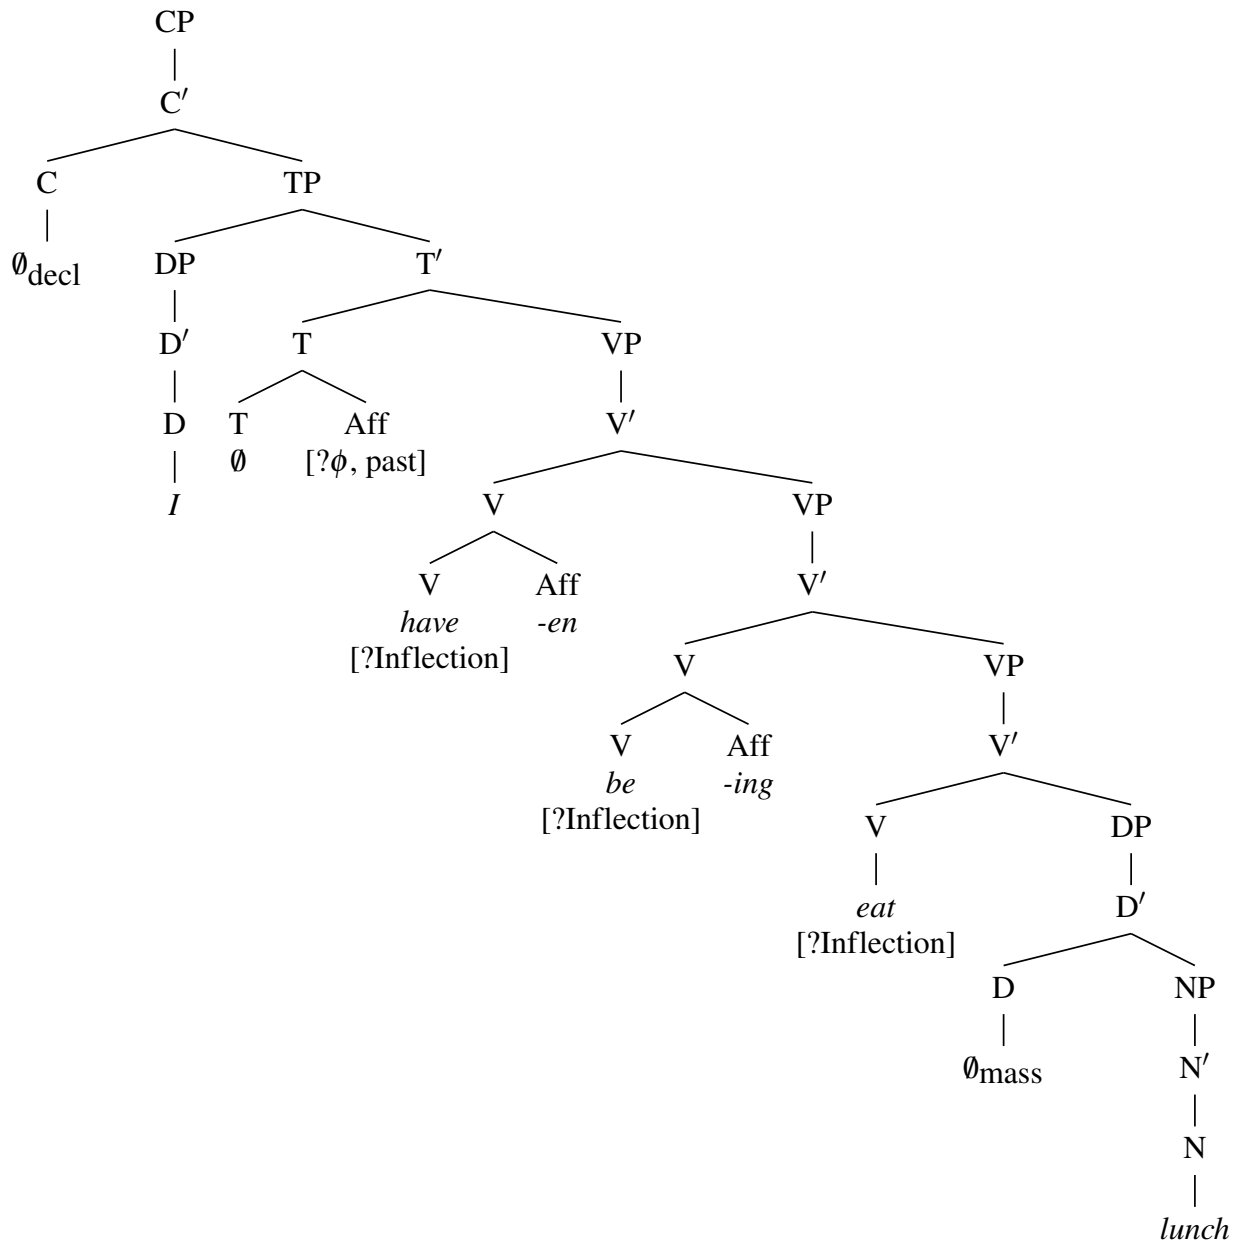 CP
C′
C TP
∅decl DP T′
D′ T VP
D T Aff V′
∅ [?ϕ, past]
I V VP
V Aff V′
have -en
[?Inflection]
V VP
V Aff V′
be -ing
[?Inflection]
V DP
eat D′
[?Inflection]
D NP
∅mass N′
N
lunch